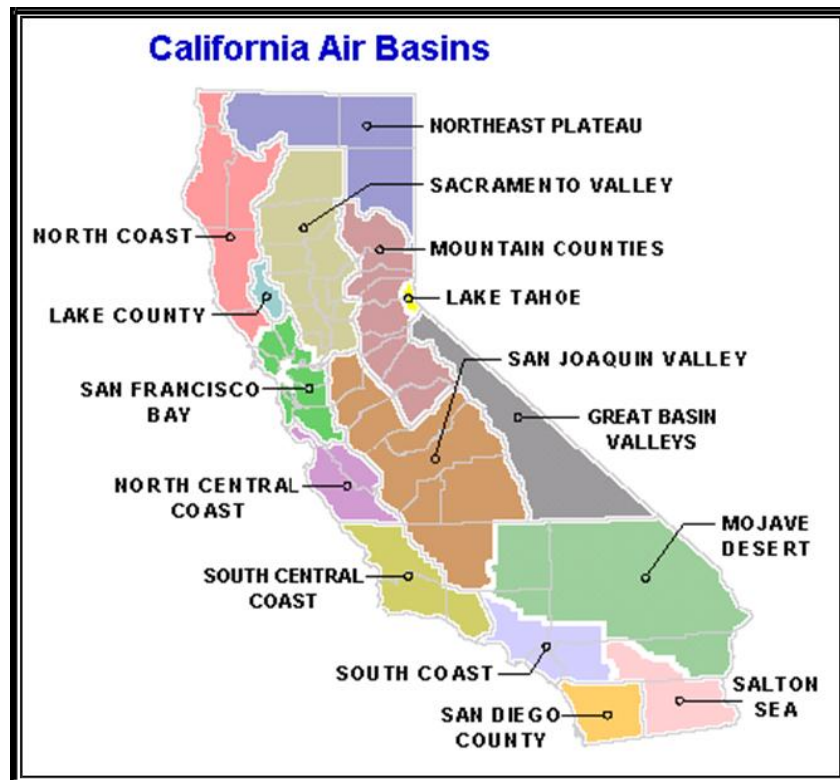 California Air Basins
NORTHEAST PLATEAU
SACRAMENTO VALLEY
NORTH COAST
MOUNTAIN COUNTIES
LAKE TAHOE
LAKE COUNTY
SAN JOAQUIN VALLEY
SAN FRANCISCO
BAY
GREAT BASIN
VALLEYS
NORTH CENTRAL
COAST
MOJAVE
DESERT
SOUTH CENTRAL
COAST
SOUTH COAST
SALTON
SEA
SAN DIEGO
COUNTY